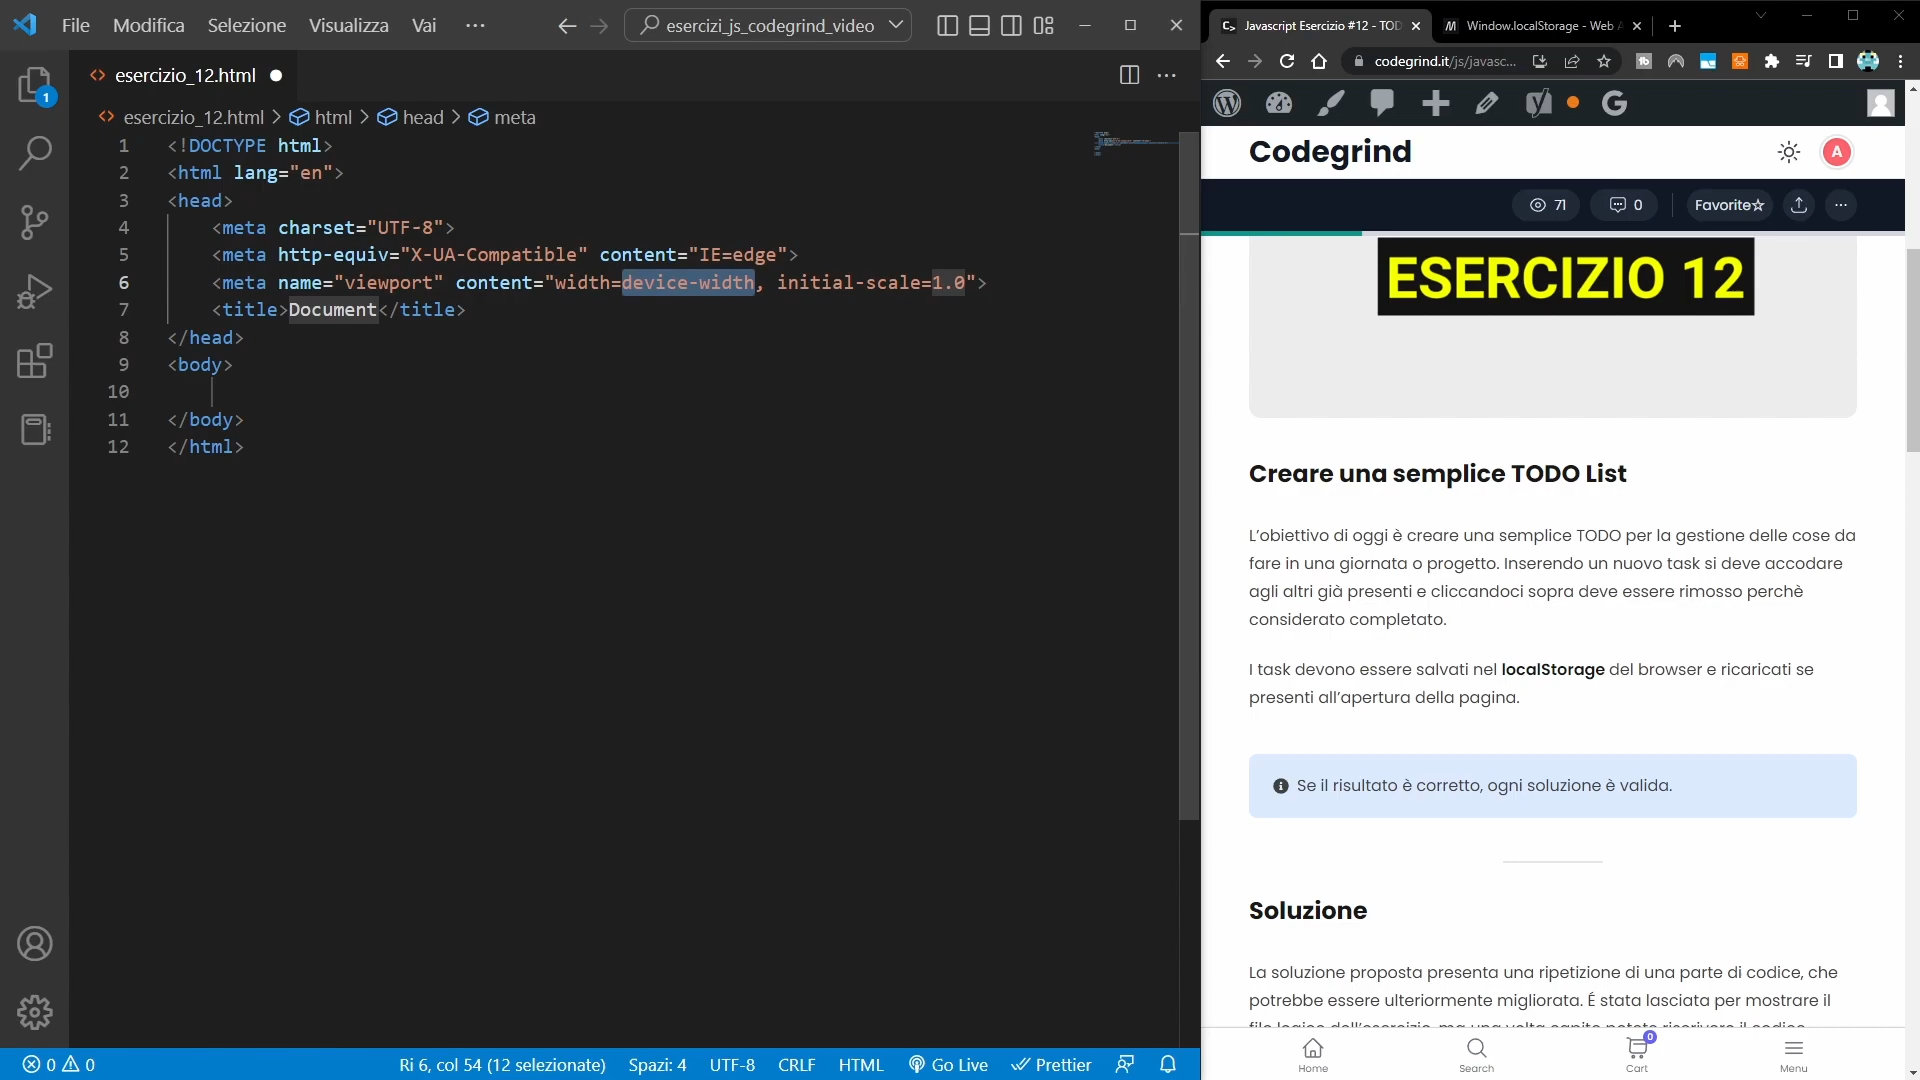 File Modifica Selezione Visualizza Vai ···
esercizi_js_codegrind_video
esercizio_12.html
esercizio_12.html > html > head > meta
1 <!DOCTYPE html>
2 <html lang="en">
3 <head>
4 <meta charset="UTF-8">
5 <meta http-equiv="X-UA-Compatible" content="IE=edge">
6 <meta name="viewport" content="width=device-width, initial-scale=1.0">
7 <title>Document</title>
8 </head>
9 <body>
10
11 </body>
12 </html>
1
0 0
Ri 6, col 54 (12 selezionate) Spazi: 4 UTF-8 CRLF HTML Go Live Prettier
Javascript Esercizio #12 - TOD
Window.localStorage - Web
codegrind.it/js/javasc...
Codegrind
A
71
0
Favorite☆
ESERCIZIO 12
Creare una semplice TODO List
L'obiettivo di oggi è creare una semplice TODO per la gestione delle cose da
fare in una giornata o progetto. Inserendo un nuovo task si deve accodare
agli altri già presenti e cliccandoci sopra deve essere rimosso perchè
considerato completato.
I task devono essere salvati nel localStorage del browser e ricaricati se
presenti all'apertura della pagina.
Se il risultato è corretto, ogni soluzione è valida.
Soluzione
La soluzione proposta presenta una ripetizione di una parte di codice, che
potrebbe essere ulteriormente migliorata. É stata lasciata per mostrare il
Home
Search
0
Cart
Menu